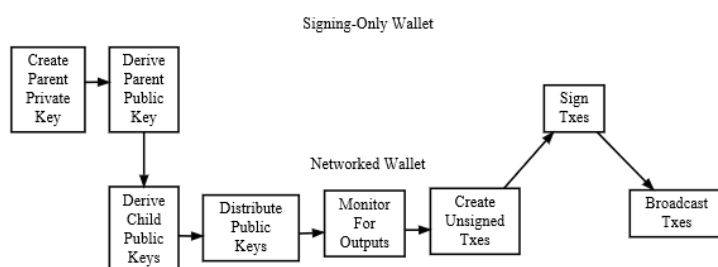 Signing-Only Wallet
Create
Parent
Private
Key
Derive
Parent
Public
Key
Sign
Txes
Networked Wallet
Derive
Child
Public
Keys
Distribute
Public
Keys
Monitor
For
Outputs
Create
Unsigned
Txes
Broadcast
Txes